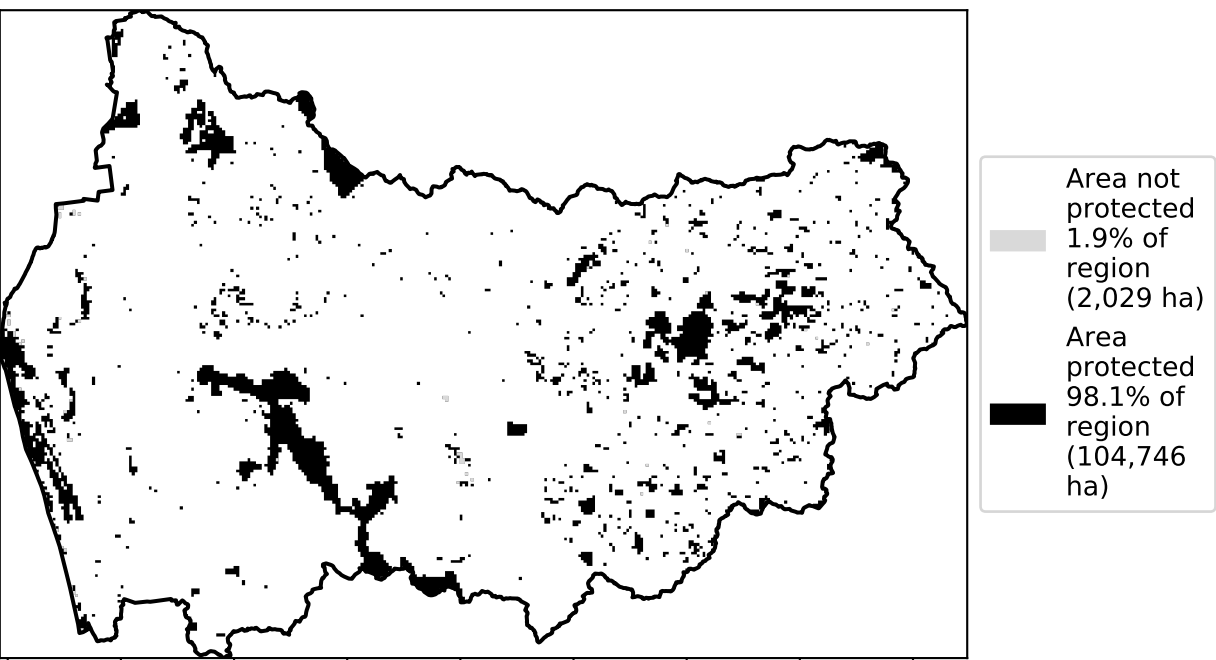 Area not
protected
1.9% of
region
(2,029 ha)
Area
protected
98.1% of
region
(104,746
ha)